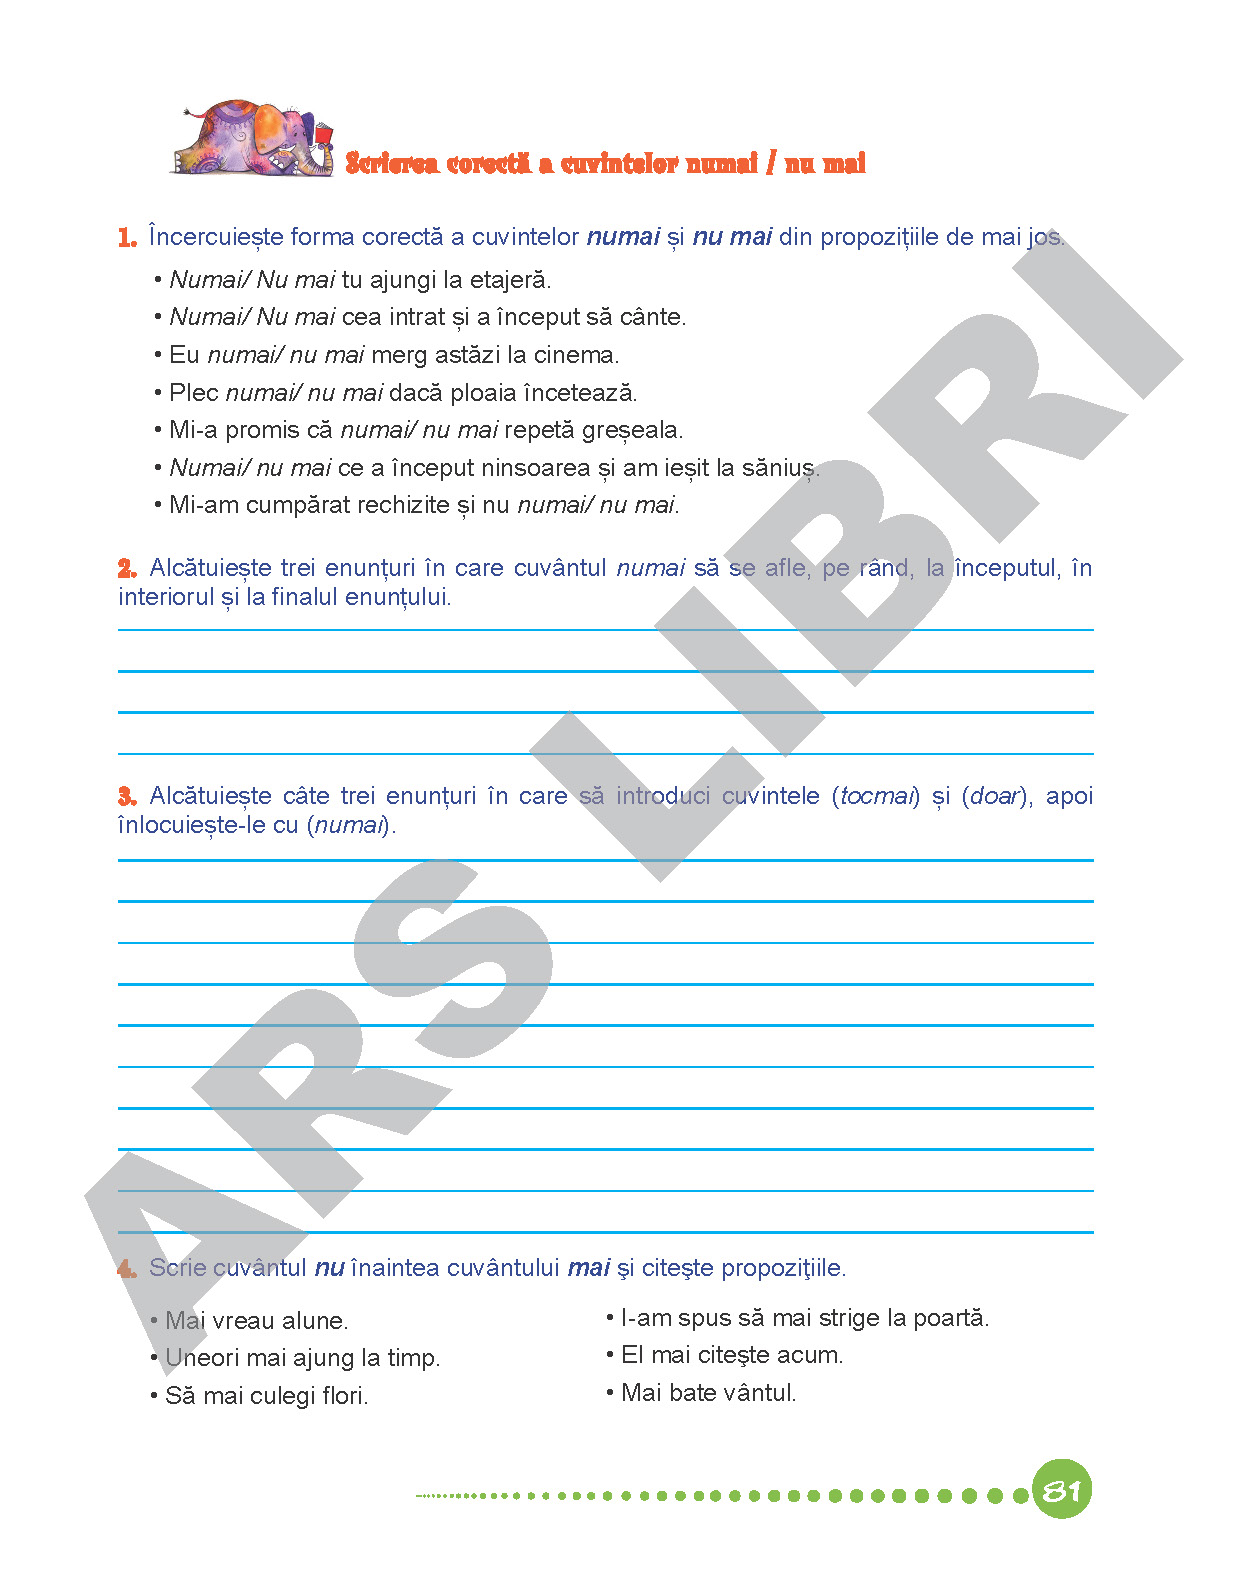 Scrierea corectă a cuvintelor numai / nu mai
1. Încercuiește forma corectă a cuvintelor numai și nu mai din propozițiile de mai jos.
• Numai/ Nu mai tu ajungi la etajeră.
• Numai/ Nu mai cea intrat și a început să cânte.
• Eu numai/ nu mai merg astăzi la cinema.
• Plec numai/ nu mai dacă ploaia încetează.
• Mi-a promis că numai/ nu mai repetă greșeala.
• Numai/ nu mai ce a început ninsoarea și am ieșit la săniuș.
• Mi-am cumpărat rechizite și nu numai/ nu mai.
2. Alcătuiește trei enunțuri în care cuvântul numai să se afle, pe rând, la începutul, în
interiorul și la finalul enunțului.
3. Alcătuiește câte trei enunțuri în care să introduci cuvintele (tocmai) și (doar), apoi
înlocuiește-le cu (numai).
4. Scrie cuvântul nu înaintea cuvântului mai şi citeşte propoziţiile.
• Mai vreau alune.
• Uneori mai ajung la timp.
• Să mai culegi flori.
• I-am spus să mai strige la poartă.
• El mai citeşte acum.
• Mai bate vântul.
81
ARS LIBRI